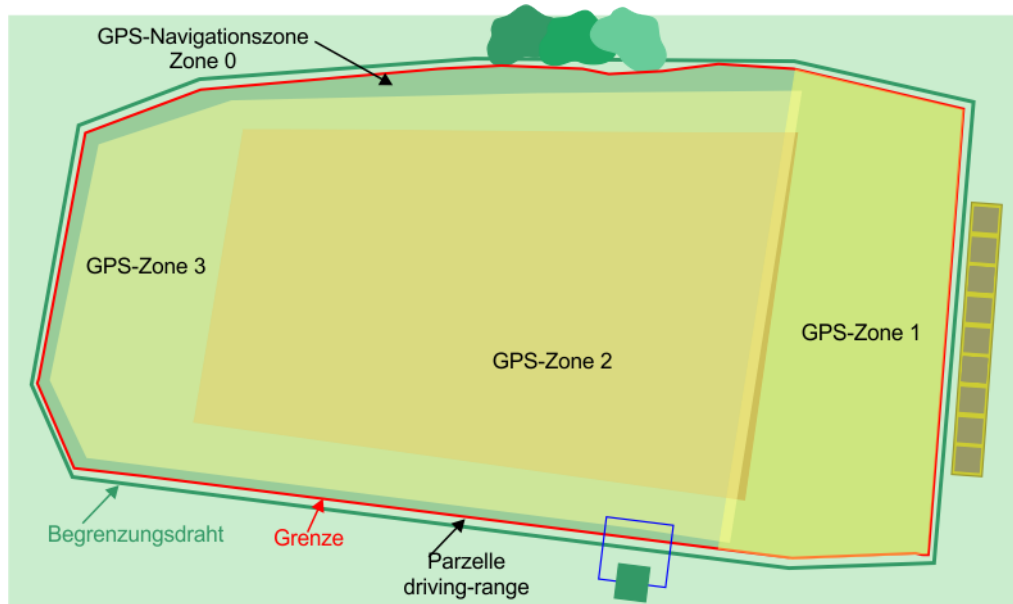 GPS-Navigationszone
Zone 0
GPS-Zone 3
GPS-Zone 1
GPS-Zone 2
Begrenzungsdraht
Grenze
Parzelle
driving-range